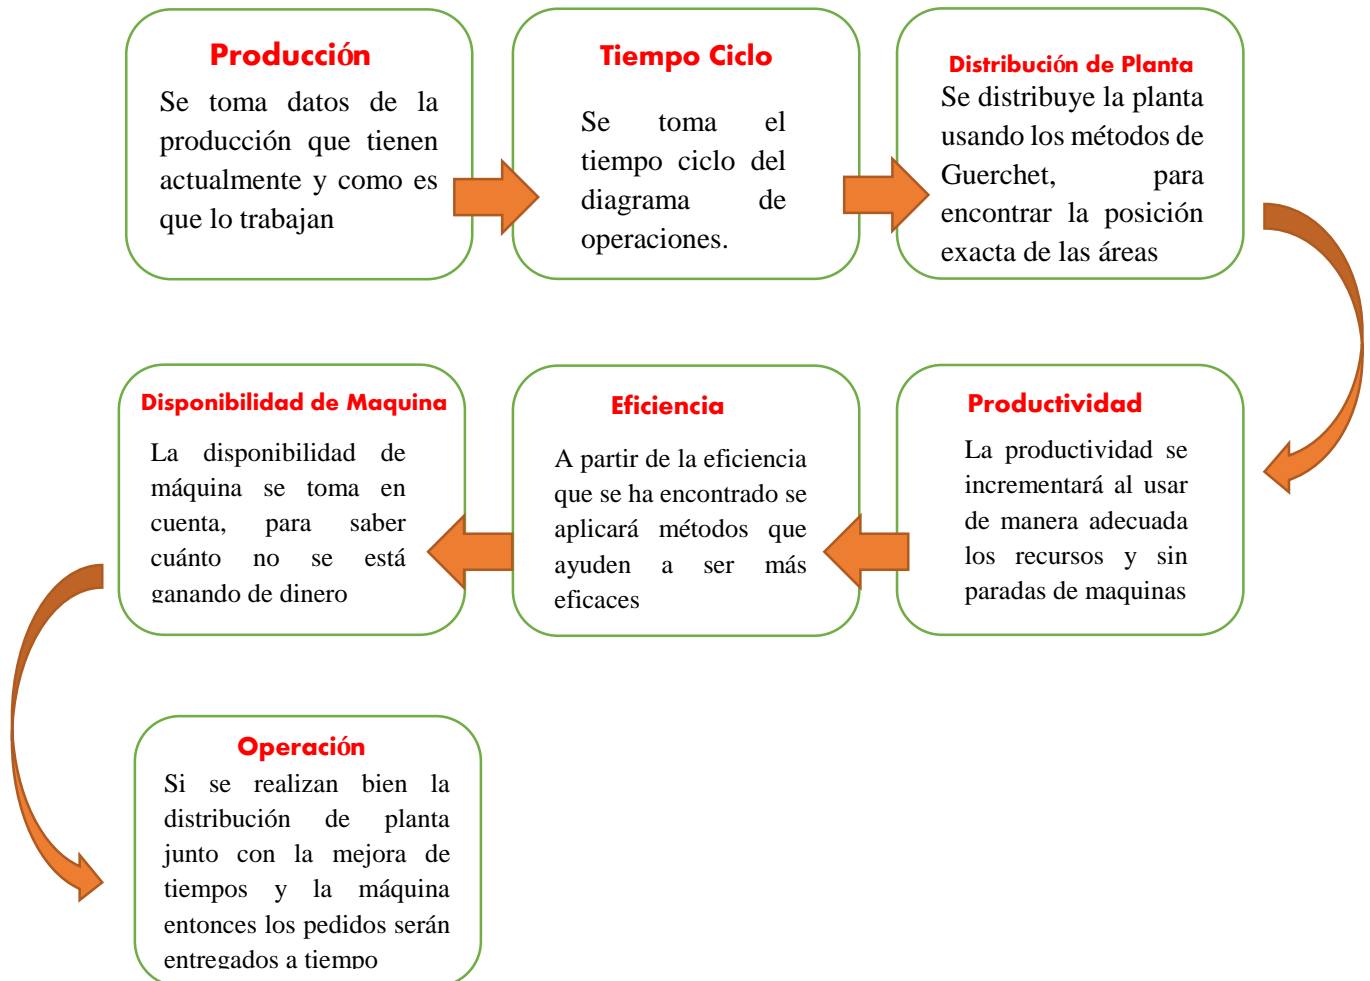 Producción
Se toma datos de la
producción que tienen
actualmente y como es
que lo trabajan
Tiempo Ciclo
Se toma el
tiempo ciclo del
diagrama de
operaciones.
Distribución de Planta
Se distribuye la planta
usando los métodos de
Guerchet, para
encontrar la posición
exacta de las áreas
Productividad
La productividad se
incrementará al usar
de manera adecuada
los recursos y sin
paradas de maquinas
Eficiencia
A partir de la eficiencia
que se ha encontrado se
aplicará métodos que
ayuden a ser más
eficaces
Disponibilidad de Maquina
La disponibilidad de
máquina se toma en
cuenta, para saber
cuánto no se está
ganando de dinero
Operación
Si se realizan bien la
distribución de planta
junto con la mejora de
tiempos y la máquina
entonces los pedidos serán
entregados a tiempo